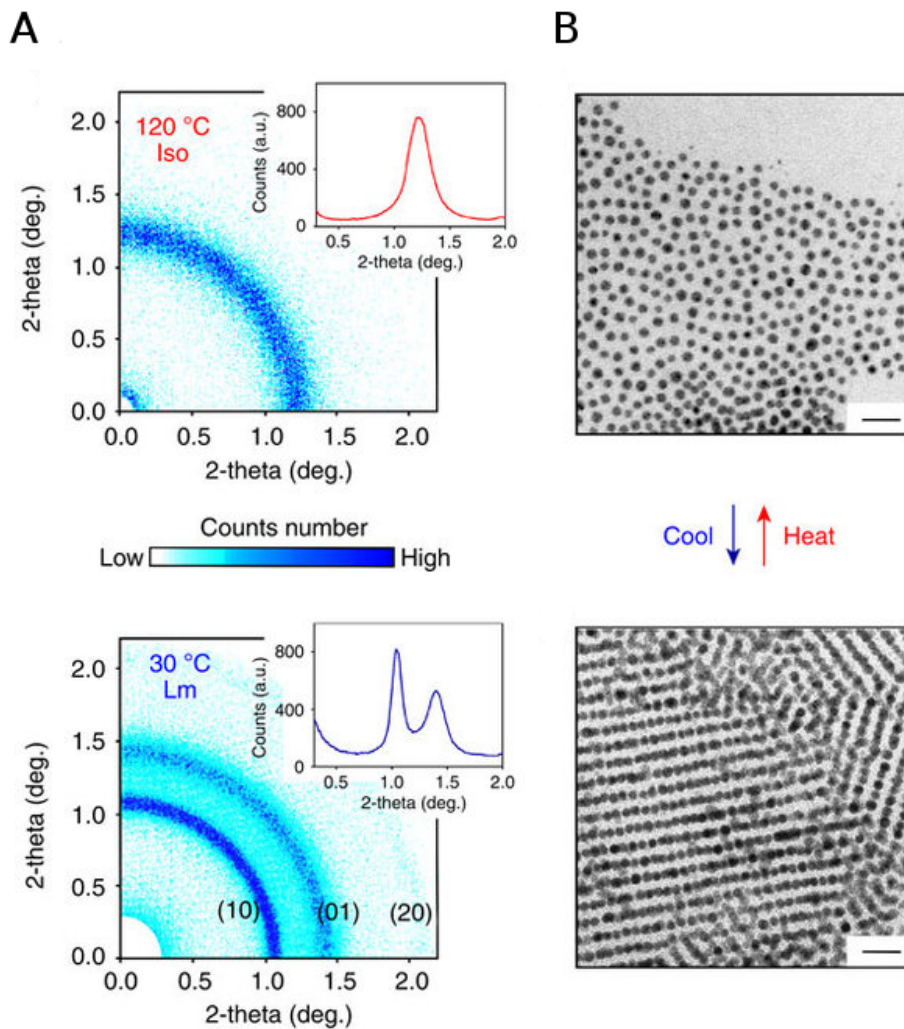 A
B
120 °C
Iso
2-theta (deg.)
2.0
1.5
1.0
0.5
0.0
0.0 1.0 2.0
2-theta (deg.)
Counts (a.u.)
800
400
0
0.5 1.0 1.5 2.0
2-theta (deg.)
Counts number
Low High
Cool Heat
30 °C
Lm
2-theta (deg.)
2.0
1.5
1.0
0.5
0.0
(10) (01) (20)
0.0 0.5 1.0 1.5 2.0
2-theta (deg.)
Counts (a.u.)
800
400
0
0.5 1.0 1.5 2.0
2-theta (deg.)